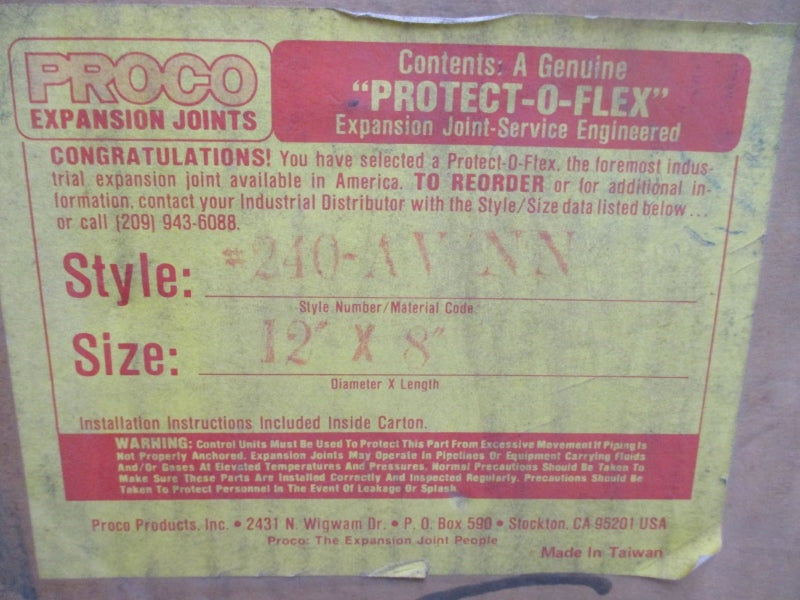 PROCO
EXPANSION JOINTS
Contents: A Genuine
"PROTECT-O-FLEX"
Expansion Joint-Service Engineered
CONGRATULATIONS! You have selected a Protect-O-Flex, the foremost indus-
trial expansion joint available in America. TO REORDER or for additional in-
formation, contact your Industrial Distributor with the Style/Size data listed below...
or call (209) 943-6088.
Style: #240-AV NN
Style Number/Material Code
Size: 12" X 8"
Diameter X Length
Installation Instructions Included Inside Carton.
WARNING: Control Units Must Be Used To Protect This Part From Excessive Movement If Piping Is
Not Properly Anchored. Expansion Joints May Operate in Pipelines Or Equipment Carrying Fluids
And/Or Gases At Elevated Temperatures And Pressures. Normal Precautions Should Be Taken To
Make Sure These Parts Are Installed Correctly And Inspected Regularly. Precautions Should Be
Taken To Protect Personnel In The Event Of Leakage Or Splash.
Proco Products, Inc. • 2431 N. Wigwam Dr. • P. O. Box 590 • Stockton, CA 95201 USA
Proco: The Expansion Joint People
Made In Taiwan